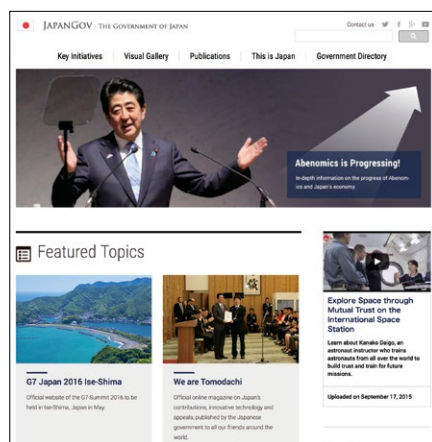 JAPANGOV - THE GOVERNMENT OF JAPAN
Contact us
Key Initiatives
Visual Gallery
Publications
This is Japan
Government Directory
Abenomics is Progressing!
In-depth information on the progress of Abenom-
ics and Japan's economy.
Featured Topics
G7 Japan 2016 Ise-Shima
Official website of the G7 Summit 2016 to be
held in Ise-Shima, Japan in May.
We are Tomodachi
Official online magazine on Japan's
contributions, innovative technology and
appeals, published by the Japanese
government to all our friends around the
world.
Explore Space through
Mutual Trust on the
International Space
Station
Learn about Kanako Gaigo, an
astronaut instructor who trains
astronauts from all over the world to
build trust and train for future
missions.
Uploaded on September 17, 2015